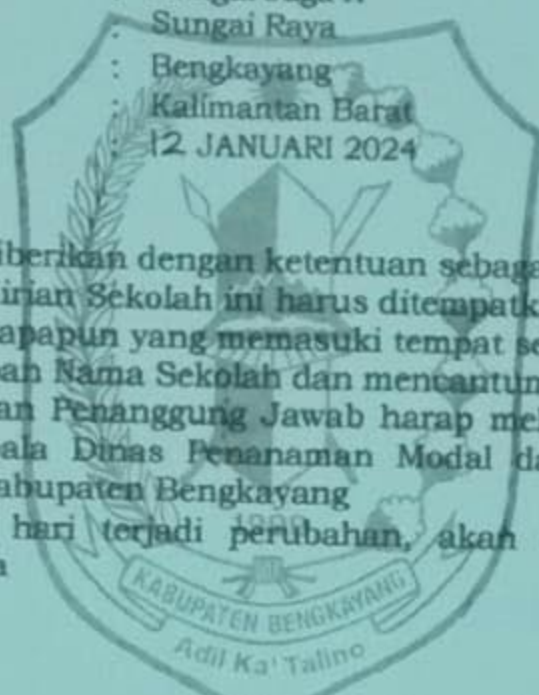 : Sungai Raya
: Bengkayang
: Kalimantan Barat
: 12 JANUARI 2024
iberikan dengan ketentuan sebaga
irian Sekolah ini harus ditempatk
apapun yang memasuki tempat se
ah Nama Sekolah dan mencantum
an Penanggung Jawab harap mel
ala Dinas Penanaman Modal da
abupaten Bengkayang
hari terjadi perubahan, akan
a
KABUPATEN BENGKAYANG
Adil Ka' Talino